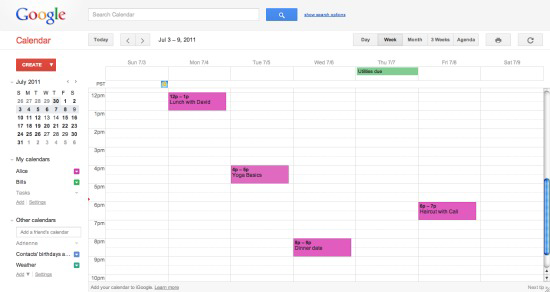 Google
Search Calendar
show search options
Calendar
Today
Jul 3 – 9, 2011
Day Week Month 3 Weeks Agenda
CREATE
Sun 7/3 Mon 7/4 Tue 7/5 Wed 7/6 Thu 7/7 Fri 7/8 Sat 7/9
Utilities due
PST
July 2011
S M T W T F S
26 27 28 29 30 1 2
3 4 5 6 7 8 9
10 11 12 13 14 15 16
17 18 19 20 21 22 23
24 25 26 27 28 29 30
31 1 2 3 4 5 6
My calendars
Alice
Bills
Tasks
Add Settings
Other calendars
Add a friend's calendar
Adrienne
Contacts' birthdays a...
Weather
Add Settings
12pm
1pm
2pm
3pm
4pm
5pm
6pm
7pm
8pm
9pm
10pm
12p – 1p
Lunch with David
4p – 5p
Yoga Basics
8p – 9p
Dinner date
6p – 7p
Haircut with Cali
Add your calendar to iGoogle. Learn more
Next tip